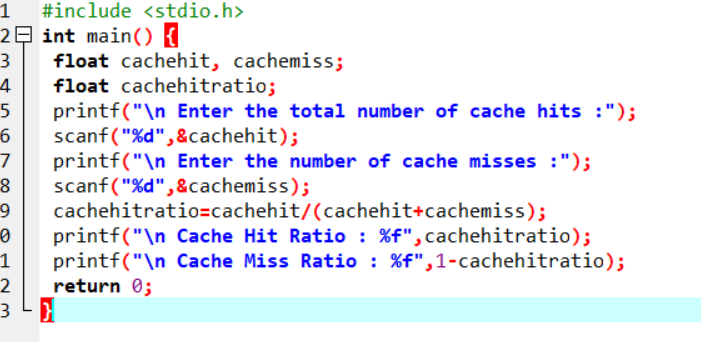 1 #include <stdio.h>
2 int main() {
3 float cachehit, cachemiss;
4 float cachehitratio;
5 printf("\n Enter the total number of cache hits :");
6 scanf("%d",&cachehit);
7 printf("\n Enter the number of cache misses :");
8 scanf("%d",&cachemiss);
9 cachehitratio=cachehit/(cachehit+cachemiss);
0 printf("\n Cache Hit Ratio : %f",cachehitratio);
1 printf("\n Cache Miss Ratio : %f",1-cachehitratio);
2 return 0;
3 }